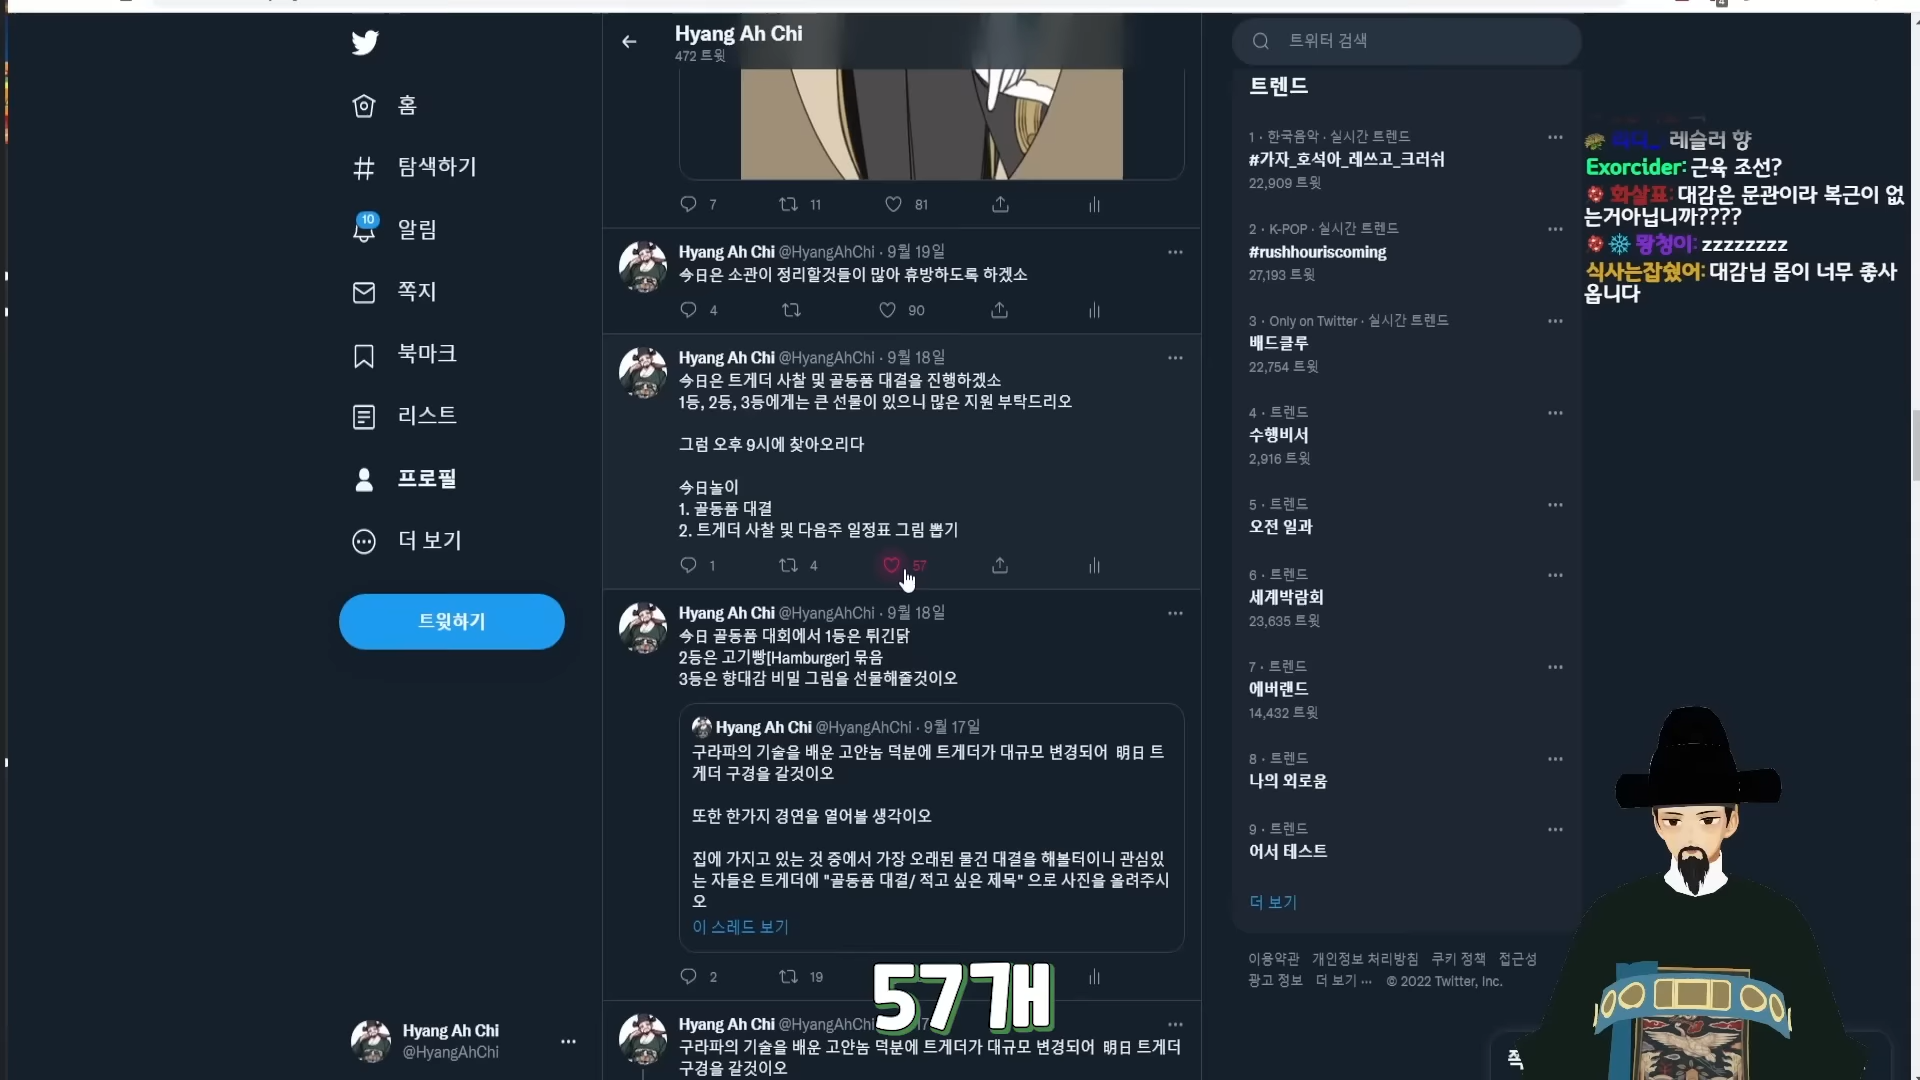 홈
탐색하기
10
알림
쪽지
북마크
리스트
프로필
더 보기
트윗하기
Hyang Ah Chi
@HyangAhChi
Hyang Ah Chi
472 트윗
7 11 81
Hyang Ah Chi @HyangAhChi · 9월 19일
今日은 소관이 정리할것들이 많아 휴방하도록 하겠소
4 90
Hyang Ah Chi @HyangAhChi · 9월 18일
今日은 트게더 사찰 및 골동품 대결을 진행하겠소
1등, 2등, 3등에게는 큰 선물이 있으니 많은 지원 부탁드리오
그럼 오후 9시에 찾아오리다
今日놀이
1. 골동품 대결
2. 트게더 사찰 및 다음주 일정표 그림 뽑기
1 4 57
Hyang Ah Chi @HyangAhChi · 9월 18일
今日 골동품 대회에서 1등은 튀긴닭
2등은 고기빵[Hamburger] 묶음
3등은 향대감 비밀 그림을 선물해줄것이오
Hyang Ah Chi @HyangAhChi · 9월 17일
구라파의 기술을 배운 고얀놈 덕분에 트게더가 대규모 변경되어 明日 트
게더 구경을 갈것이오
또한 한가지 경연을 열어볼 생각이오
집에 가지고 있는 것 중에서 가장 오래된 물건 대결을 해볼터이니 관심있
는 자들은 트게더에 "골동품 대결/ 적고 싶은 제목" 으로 사진을 올려주시
오
이 스레드 보기
2 19
57개
Hyang Ah Chi @HyangAhChi
구라파의 기술을 배운 고얀놈 덕분에 트게더가 대규모 변경되어 明日 트게더
구경을 갈것이오
트위터 검색
트렌드
1 · 한국음악 · 실시간 트렌드
#가자_호석아_레쓰고_크러쉬
22,909 트윗
2 · K-POP · 실시간 트렌드
#rushhouriscoming
27,193 트윗
3 · Only on Twitter · 실시간 트렌드
배드클루
22,754 트윗
4 · 트렌드
수행비서
2,916 트윗
5 · 트렌드
오전 일과
6 · 트렌드
세계박람회
23,635 트윗
7 · 트렌드
에버랜드
14,432 트윗
8 · 트렌드
나의 외로움
9 · 트렌드
어서 테스트
더 보기
이용약관 개인정보 처리방침 쿠키 정책 접근성
광고 정보 더 보기 ··· © 2022 Twitter, Inc.
레슬러 향
Exorcider: 근육 조선?
화살표: 대감은 문관이라 복근이 없
는거아닙니까????
황청이: zzzzzzzz
식사는잡쉈어: 대감님 몸이 너무 좋사
옵니다